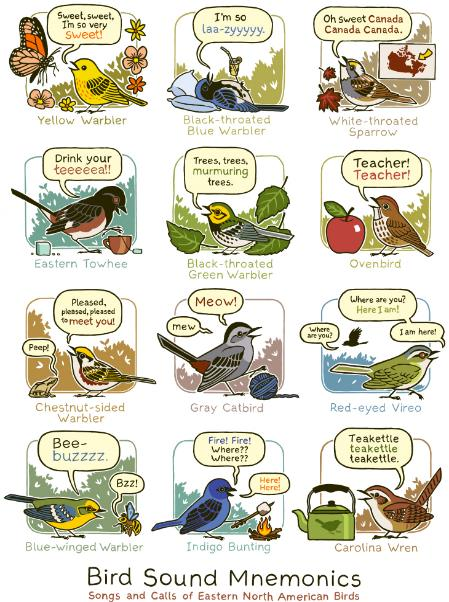 Sweet, sweet,
I'm so very
sweet!
Yellow Warbler
I'm so
laa-zyyyyy.
Black-throated
Blue Warbler
Oh sweet Canada
Canada Canada.
White-throated
Sparrow
Drink your
teeeeea!!
Eastern Towhee
Trees, trees,
murmuring
trees.
Black-throated
Green Warbler
Teacher!
Teacher!
Ovenbird
Pleased,
pleased, pleased
to meet you!
Peep!
Chestnut-sided
Warbler
Meow!
mew
Gray Catbird
Where are you?
Here I am!
Where
are you?
I am here!
Red-eyed Vireo
Bee-
buzzzz.
Bzz!
Blue-winged Warbler
Fire! Fire!
Where??
Where??
Here!
Here!
Indigo Bunting
Teakettle
teakettle
teakettle.
Carolina Wren
Bird Sound Mnemonics
Songs and Calls of Eastern North American Birds